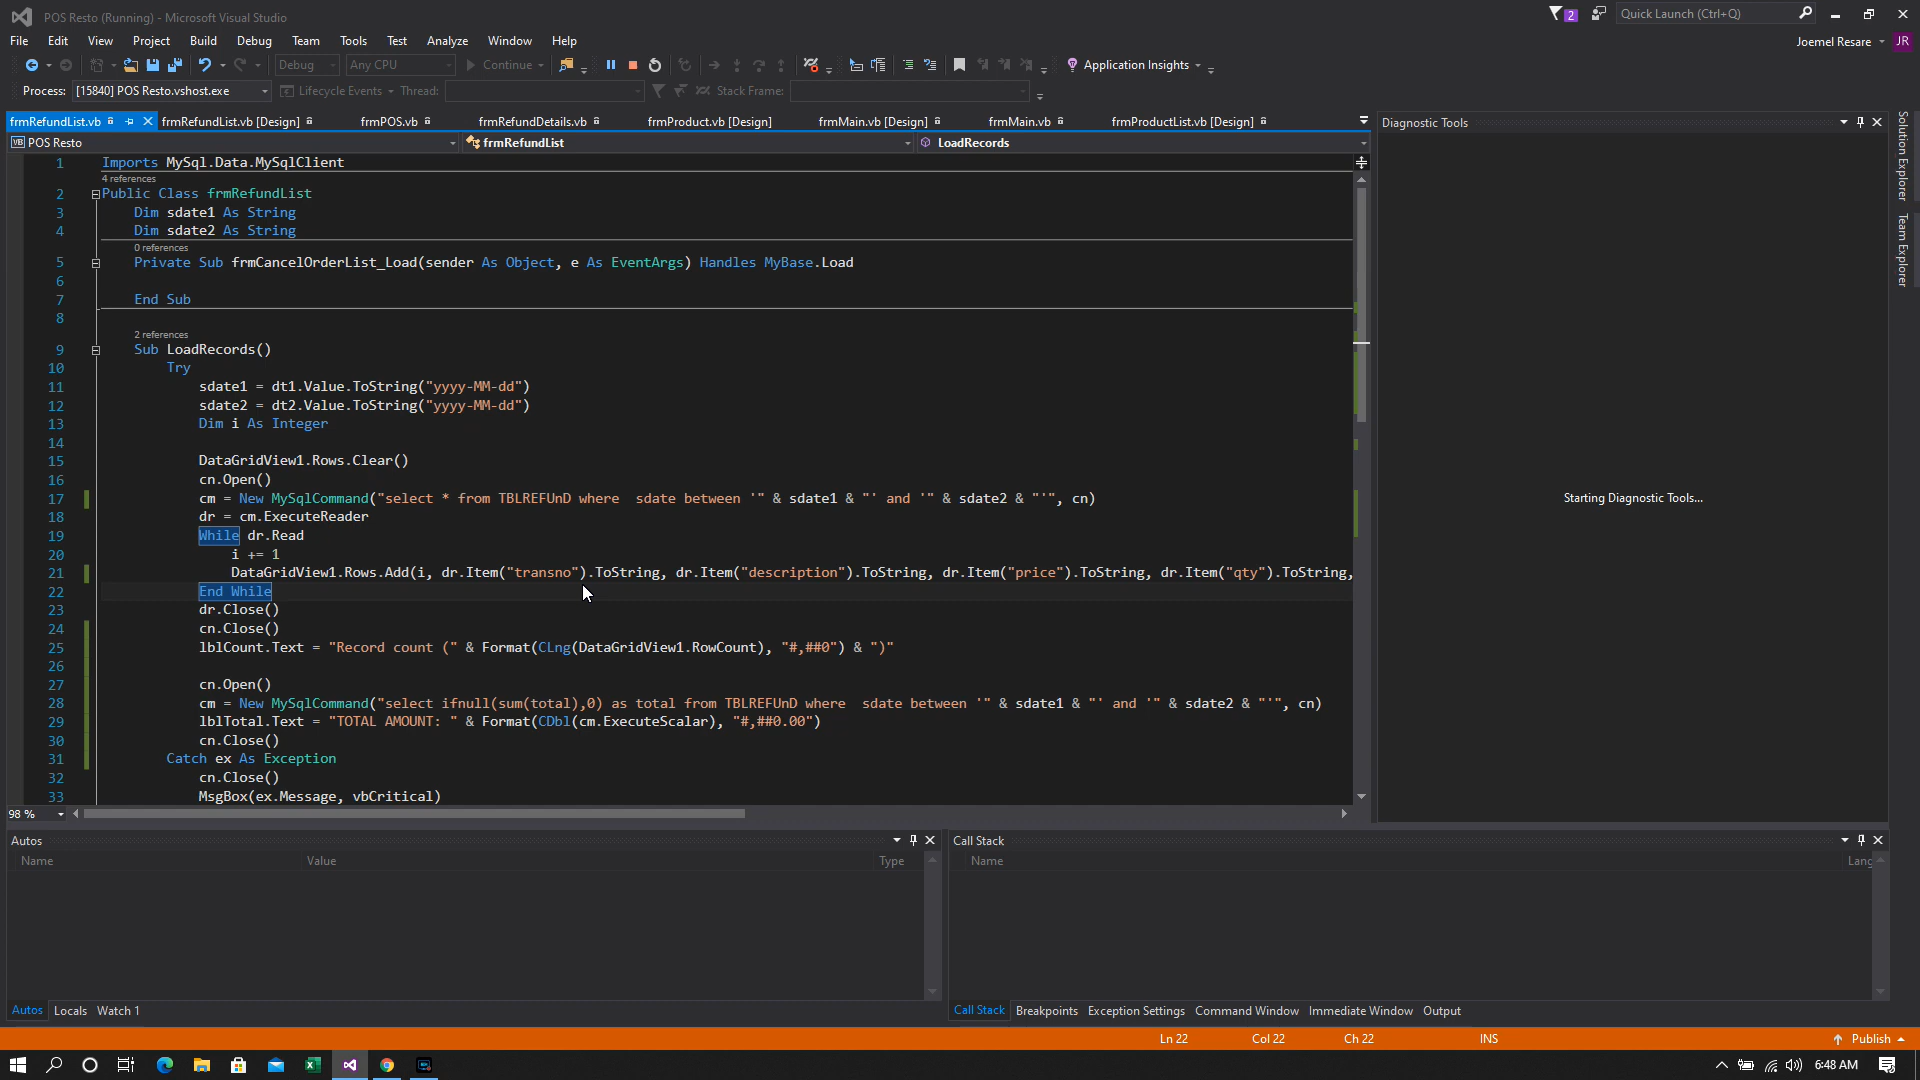 POS Resto (Running) - Microsoft Visual Studio
2
Quick Launch (Ctrl+Q)
File Edit View Project Build Debug Team Tools Test Analyze Window Help
Joemel Resare JR
Debug Any CPU Continue Application Insights
Process: [15840] POS Resto.vshost.exe Lifecycle Events Thread: Stack Frame:
frmRefundList.vb frmRefundList.vb [Design] frmPOS.vb frmRefundDetails.vb frmProduct.vb [Design] frmMain.vb [Design] frmMain.vb frmProductList.vb [Design]
VB POS Resto frmRefundList LoadRecords
1 Imports MySql.Data.MySqlClient
4 references
2 Public Class frmRefundList
3 Dim sdate1 As String
4 Dim sdate2 As String
0 references
5 Private Sub frmCancelOrderList_Load(sender As Object, e As EventArgs) Handles MyBase.Load
6
7 End Sub
8
2 references
9 Sub LoadRecords()
10 Try
11 sdate1 = dt1.Value.ToString("yyyy-MM-dd")
12 sdate2 = dt2.Value.ToString("yyyy-MM-dd")
13 Dim i As Integer
14
15 DataGridView1.Rows.Clear()
16 cn.Open()
17 cm = New MySqlCommand("select * from TBLREFUnD where  sdate between '" & sdate1 & "' and '" & sdate2 & "'", cn)
18 dr = cm.ExecuteReader
19 While dr.Read
20 i += 1
21 DataGridView1.Rows.Add(i, dr.Item("transno").ToString, dr.Item("description").ToString, dr.Item("price").ToString, dr.Item("qty").ToString,
22 End While
23 dr.Close()
24 cn.Close()
25 lblCount.Text = "Record count (" & Format(CLng(DataGridView1.RowCount), "#,##0") & ")"
26
27 cn.Open()
28 cm = New MySqlCommand("select ifnull(sum(total),0) as total from TBLREFUnD where  sdate between '" & sdate1 & "' and '" & sdate2 & "'", cn)
29 lblTotal.Text = "TOTAL AMOUNT: " & Format(CDbl(cm.ExecuteScalar), "#,##0.00")
30 cn.Close()
31 Catch ex As Exception
32 cn.Close()
33 MsgBox(ex.Message, vbCritical)
98 %
Diagnostic Tools
Starting Diagnostic Tools...
Solution Explorer
Team Explorer
Autos
Name Value Type
Autos Locals Watch 1
Call Stack
Name Lang
Call Stack Breakpoints Exception Settings Command Window Immediate Window Output
Ln 22 Col 22 Ch 22 INS Publish
6:48 AM